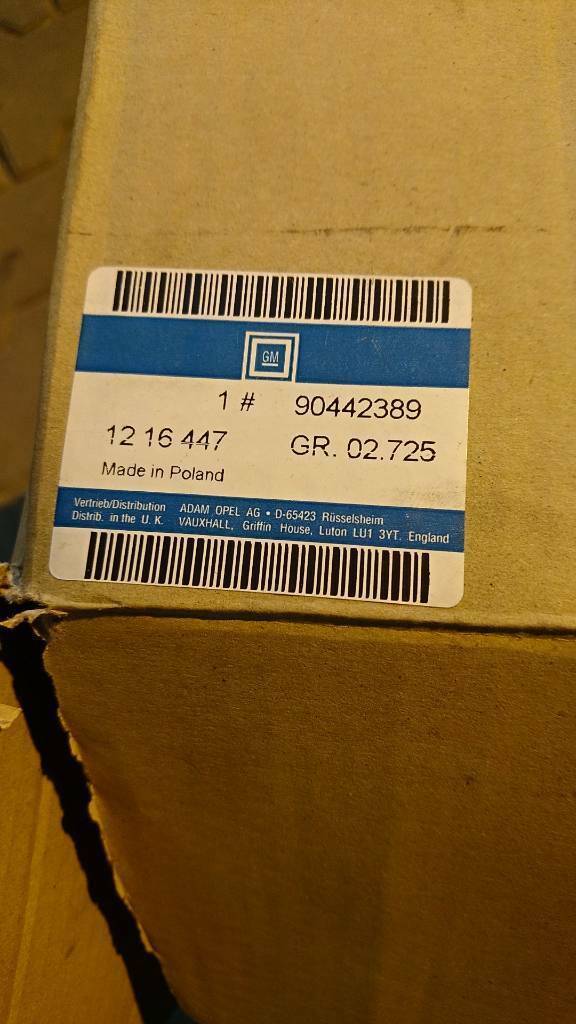 GM
1 # 90442389
12 16 447 GR. 02.725
Made in Poland
Vertrieb/Distribution ADAM OPEL AG • D-65423 Rüsselsheim
Distrib. in the U. K. VAUXHALL, Griffin House, Luton LU1 3YT. England